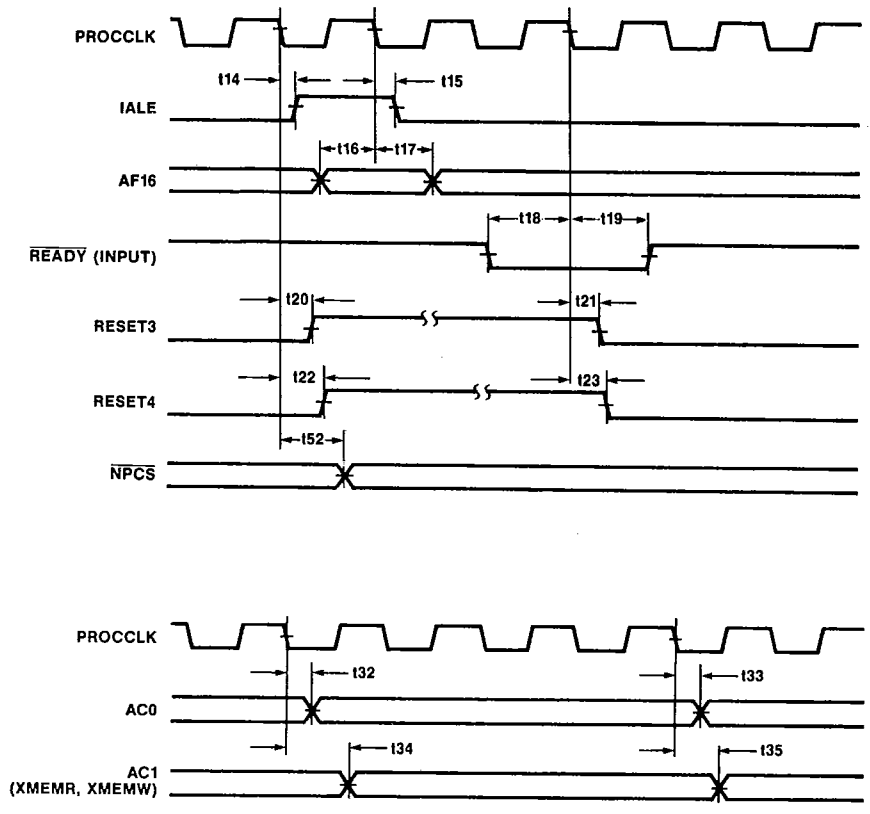 PROCCLK
t14
t15
IALE
t16
t17
AF16
t18
t19
READY (INPUT)
t20
t21
RESET3
t22
t23
RESET4
t52
NPCS
PROCCLK
t32
t33
AC0
t34
t35
AC1
(XMEMR, XMEMW)